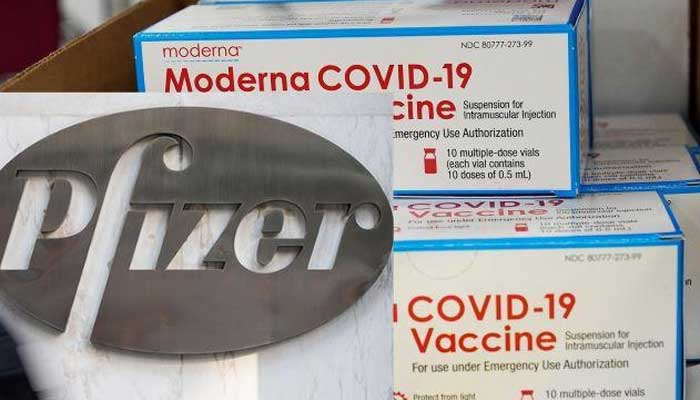 moderna
NDC 80777-273-99
Moderna COVID-19
ccine
Suspension for
Intramuscular Injection
Emergency Use Authorization
10 multiple-dose vials
(each vial contains
10 doses of 0.5 mL)
Pfizer
COVID-19
Vaccine
For use under Emergency Use Authorization
10 multiple-dose vials
NDC 80777-273-99
COVID-19
Vaccine
Suspension for
Intramuscular Injection
For use under Emergency Use Authorization
Protect from light
10 multiple-dose vials